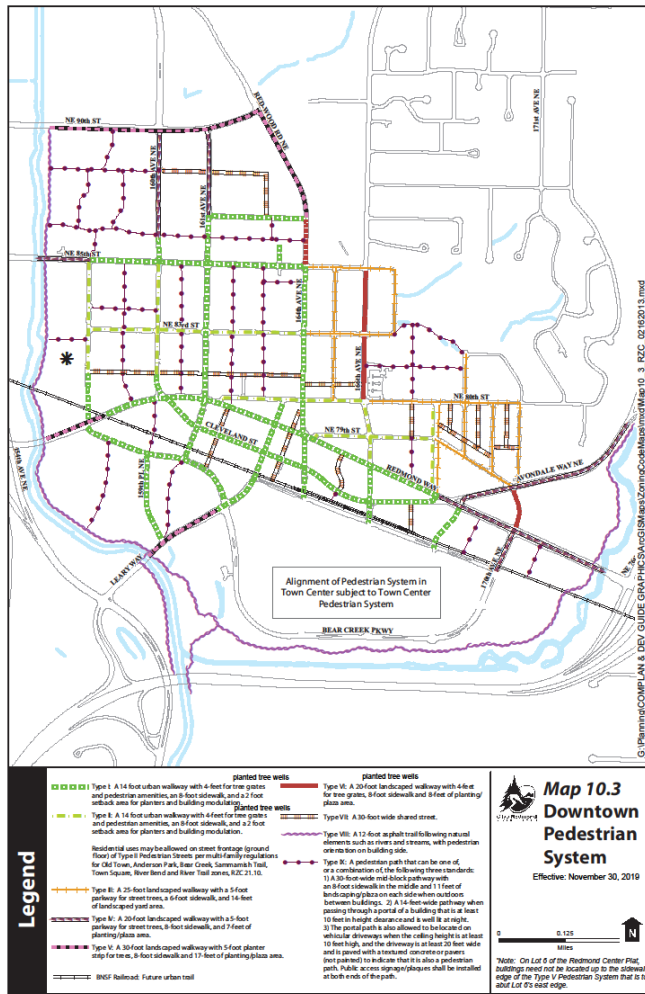 NE 90th ST
RED-WOOD RD NE
171st AVE NE
160th AVE NE
161st AVE NE
NE 85th ST
164th AVE NE
NE 83rd ST
166th AVE NE
*
NE 80th ST
CLEVELAND ST
NE 79th ST
REDMOND WAY
AVONDALE WAY NE
154th AVE NE
159th PL NE
LEARY WAY
170th AVE NE
Alignment of Pedestrian System in
Town Center subject to Town Center
Pedestrian System
BEAR CREEK PKWY
G:\Planning\COMPLAN & DEV GUIDE GRAPHICS\ArcGISMaps\ZoningCodeMaps\mxd\Map10_3_RZC_02162013.mxd
Legend
planted tree wells
Type I: A 14 foot urban walkway with 4-feet for tree grates
and pedestrian amenities, an 8-foot sidewalk, and a 2 foot
setback area for planters and building modulation.
planted tree wells
Type II: A 14 foot urban walkway with 4-feet for tree grates
and pedestrian amenities, an 8-foot sidewalk, and a 2 foot
setback area for planters and building modulation.
Residential uses may be allowed on street frontage (ground
floor) of Type II Pedestrian Streets per multi-family regulations
for Old Town, Anderson Park, Bear Creek, Sammamish Trail,
Town Square, River Bend and River Trail zones, RZC 21.10.
Type III: A 25-foot landscaped walkway with a 5-foot
parkway for street trees, a 6-foot sidewalk, and 14-feet
of landscaped yard area.
Type IV: A 20-foot landscaped walkway with a 5-foot
parkway for street trees, 8-foot sidewalk, and 7-feet of
planting/plaza area.
Type V: A 30-foot landscaped walkway with 5-foot planter
strip for trees, 8-foot sidewalk and 17-feet of planting/plaza area.
BNSF Railroad: Future urban trail
planted tree wells
Type VI: A 20-foot landscaped walkway with 4-feet
for tree grates, 8-foot sidewalk and 8-feet of planting/
plaza area.
Type VII: A 30-foot wide shared street.
Type VIII: A 12-foot asphalt trail following natural
elements such as rivers and streams, with pedestrian
orientation on building side.
Type IX: A pedestrian path that can be one of,
or a combination of, the following three standards:
1) A 30-foot-wide mid-block pathway with
an 8-foot sidewalk in the middle and 11 feet of
landscaping/plaza on each side when outdoors
between buildings. 2) A 14-feet-wide pathway when
passing through a portal of a building that is at least
10 feet in height clearance and is well lit at night.
3) The portal path is also allowed to be located on
vehicular driveways when the ceiling height is at least
10 feet high, and the driveway is at least 20 feet wide
and is paved with a textured concrete or pavers
(not painted) to indicate that it is also a pedestrian
path. Public access signage/plaques shall be installed
at both ends of the path.
Map 10.3
Downtown
Pedestrian
System
Effective: November 30, 2019
0 0.125
Miles
N
*Note: On Lot 6 of the Redmond Center Plat,
buildings need not be located up to the sidewalk
edge of the Type V Pedestrian System that is to
abut Lot 6's east edge.